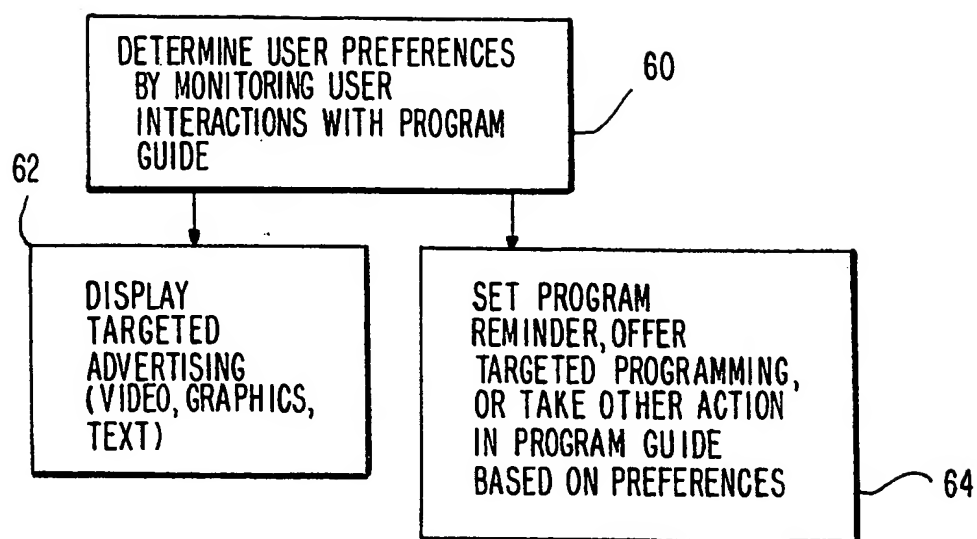 DETERMINE USER PREFERENCES
BY MONITORING USER
INTERACTIONS WITH PROGRAM
GUIDE
60
62
DISPLAY
TARGETED
ADVERTISING
(VIDEO, GRAPHICS,
TEXT)
SET PROGRAM
REMINDER, OFFER
TARGETED PROGRAMMING,
OR TAKE OTHER ACTION
IN PROGRAM GUIDE
BASED ON PREFERENCES
64